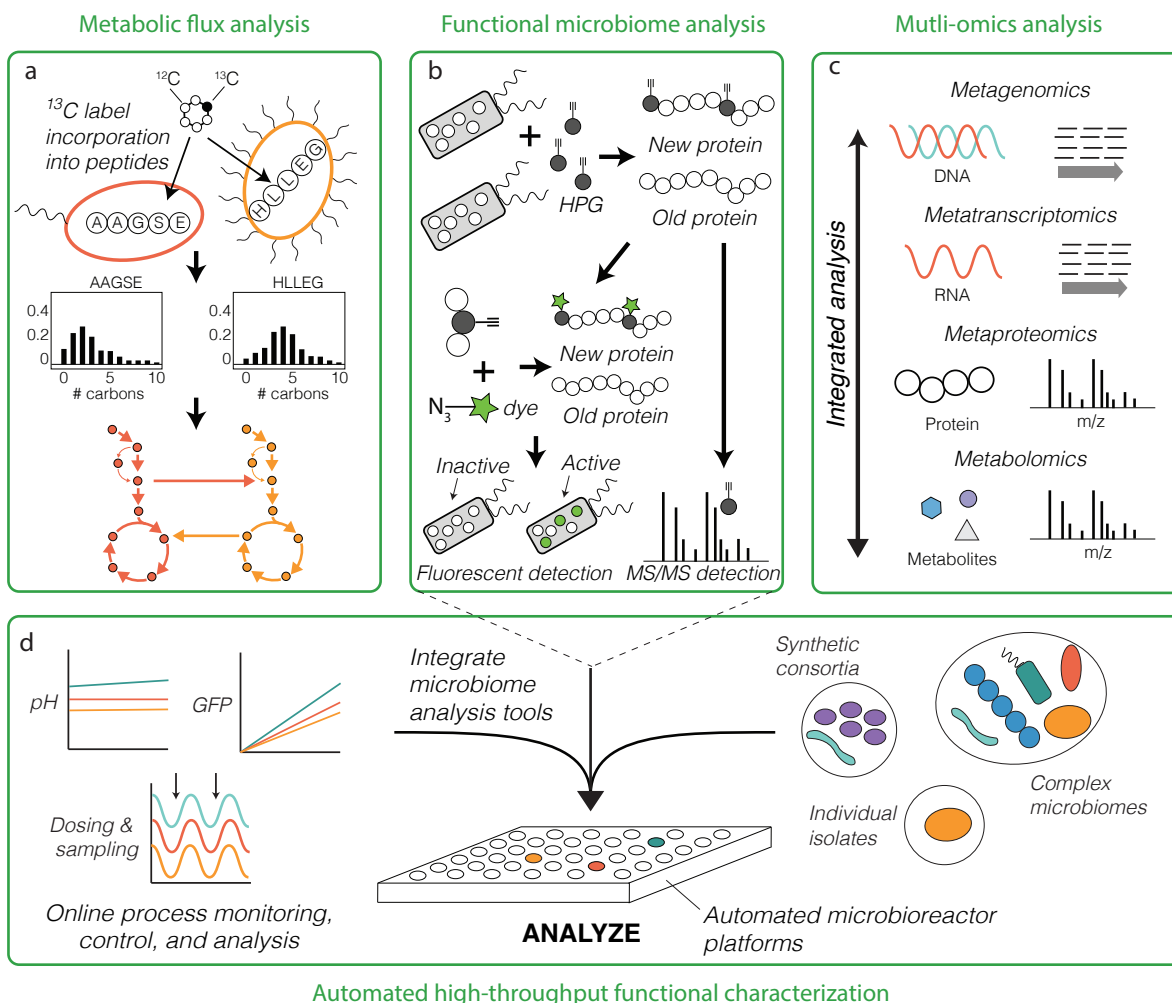 Metabolic flux analysis
Functional microbiome analysis
Mutli-omics analysis
a
12C
13C
13C label
incorporation
into peptides
A A G S E
H L L E G
AAGSE
0.4
0.2
0
0 5 10
# carbons
HLLEG
0.4
0.2
0
0 5 10
# carbons
b
HPG
New protein
Old protein
N3
dye
New protein
Old protein
Inactive
Active
Fluorescent detection
MS/MS detection
c
Integrated analysis
Metagenomics
DNA
Metatranscriptomics
RNA
Metaproteomics
Protein
m/z
Metabolomics
Metabolites
m/z
d
pH
GFP
Dosing &
sampling
Online process monitoring,
control, and analysis
Integrate
microbiome
analysis tools
ANALYZE
Automated microbioreactor
platforms
Synthetic
consortia
Individual
isolates
Complex
microbiomes
Automated high-throughput functional characterization